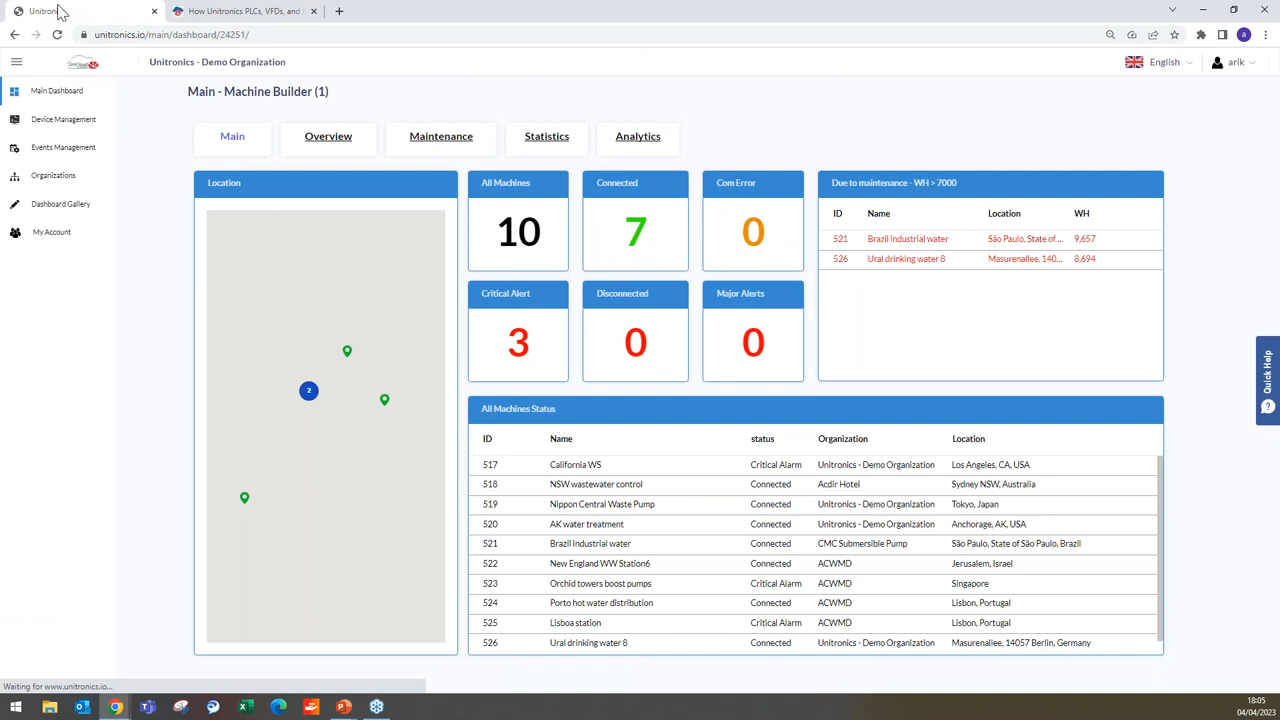 Unitron
How Unitronics PLCs, VFDs, and
unitronics.io/main/dashboard/24251/
a
UniCloud
Unitronics - Demo Organization
English
arik
Main Dashboard
Device Management
Events Management
Organizations
Dashboard Gallery
My Account
Main - Machine Builder (1)
Main Overview Maintenance Statistics Analytics
Location
2
All Machines
10
Connected
7
Com Error
0
Critical Alert
3
Disconnected
0
Major Alerts
0
Due to maintenance - WH > 7000
ID Name Location WH
521 Brazil industrial water São Paulo, State of ... 9,657
526 Ural drinking water 8 Masurenallee, 140... 8,694
All Machines Status
ID Name status Organization Location
517 California WS Critical Alarm Unitronics - Demo Organization Los Angeles, CA, USA
518 NSW wastewater control Connected Acdir Hotel Sydney NSW, Australia
519 Nippon Central Waste Pump Connected Unitronics - Demo Organization Tokyo, Japan
520 AK water treatment Connected Unitronics - Demo Organization Anchorage, AK, USA
521 Brazil industrial water Connected CMC Submersible Pump São Paulo, State of São Paulo, Brazil
522 New England WW Station6 Connected ACWMD Jerusalem, Israel
523 Orchid towers boost pumps Critical Alarm ACWMD Singapore
524 Porto hot water distribution Connected ACWMD Lisbon, Portugal
525 Lisboa station Critical Alarm ACWMD Lisbon, Portugal
526 Ural drinking water 8 Connected Unitronics - Demo Organization Masurenallee, 14057 Berlin, Germany
Quick Help
?
Waiting for www.unitronics.io...
18:05
04/04/2023